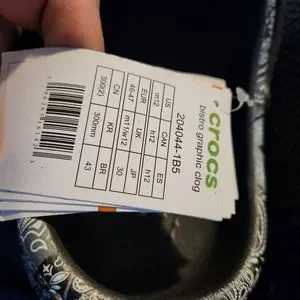 crocs
bistro graphic clog
204044-1B5
US CAN ES
m12 h12 h12
EUR UK JP
46-47 m11/w12 30
CN KR BR
300(2) 300mm 43